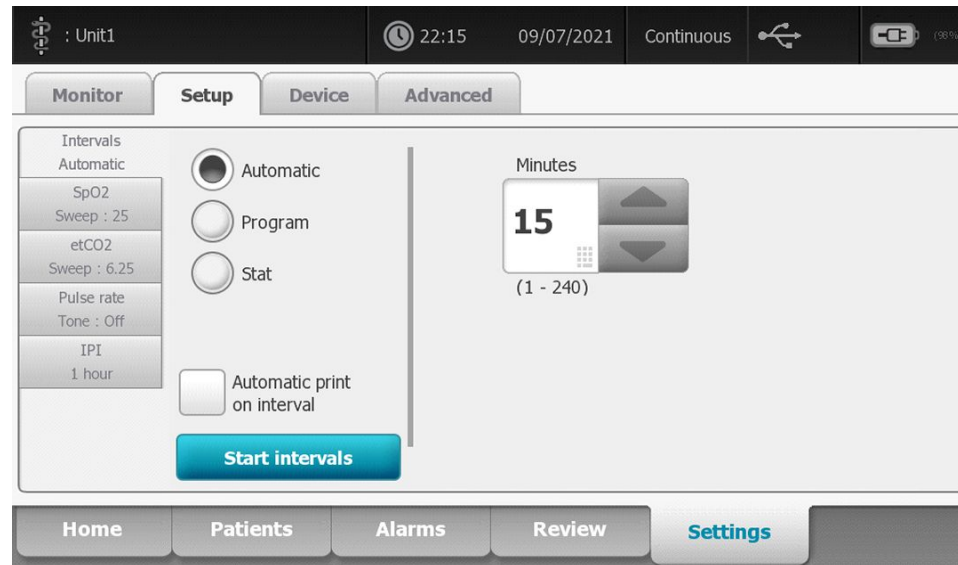 : Unit1
22:15
09/07/2021
Continuous
(98%
Monitor
Setup
Device
Advanced
Intervals
Automatic
SpO2
Sweep : 25
etCO2
Sweep : 6.25
Pulse rate
Tone : Off
IPI
1 hour
Automatic
Program
Stat
Automatic print
on interval
Start intervals
Minutes
15
(1 - 240)
Home
Patients
Alarms
Review
Settings